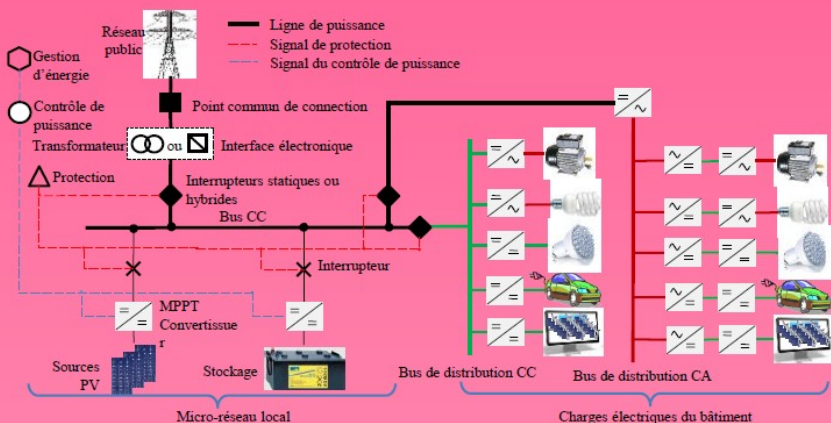 Réseau
public
Ligne de puissance
Signal de protection
Signal du contrôle de puissance
Gestion
d'énergie
Contrôle de
puissance
Point commun de connection
Transformateur
ou
Interface électronique
Protection
Interrupteurs statiques ou
hybrides
Bus CC
Interrupteur
MPPT
Convertissue
r
Sources
PV
Stockage
Bus de distribution CC
Bus de distribution CA
Micro-réseau local
Charges électriques du bâtiment